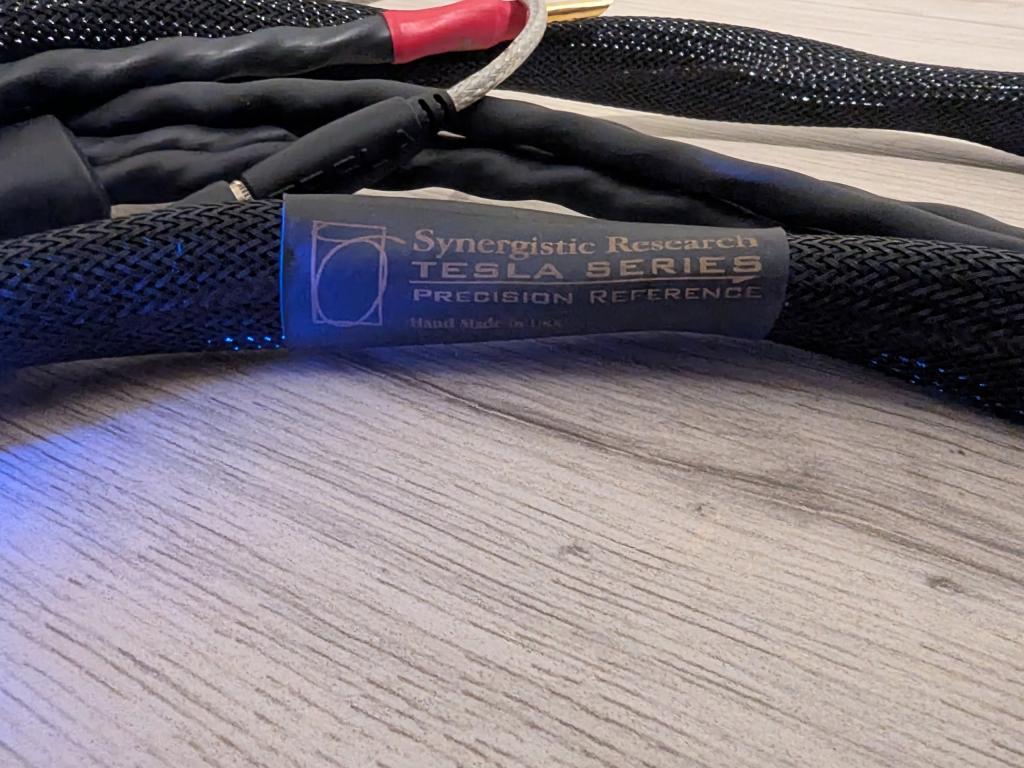 Synergistic Research
TESLA SERIES
PRECISION REFERENCE
Hand Made in USA